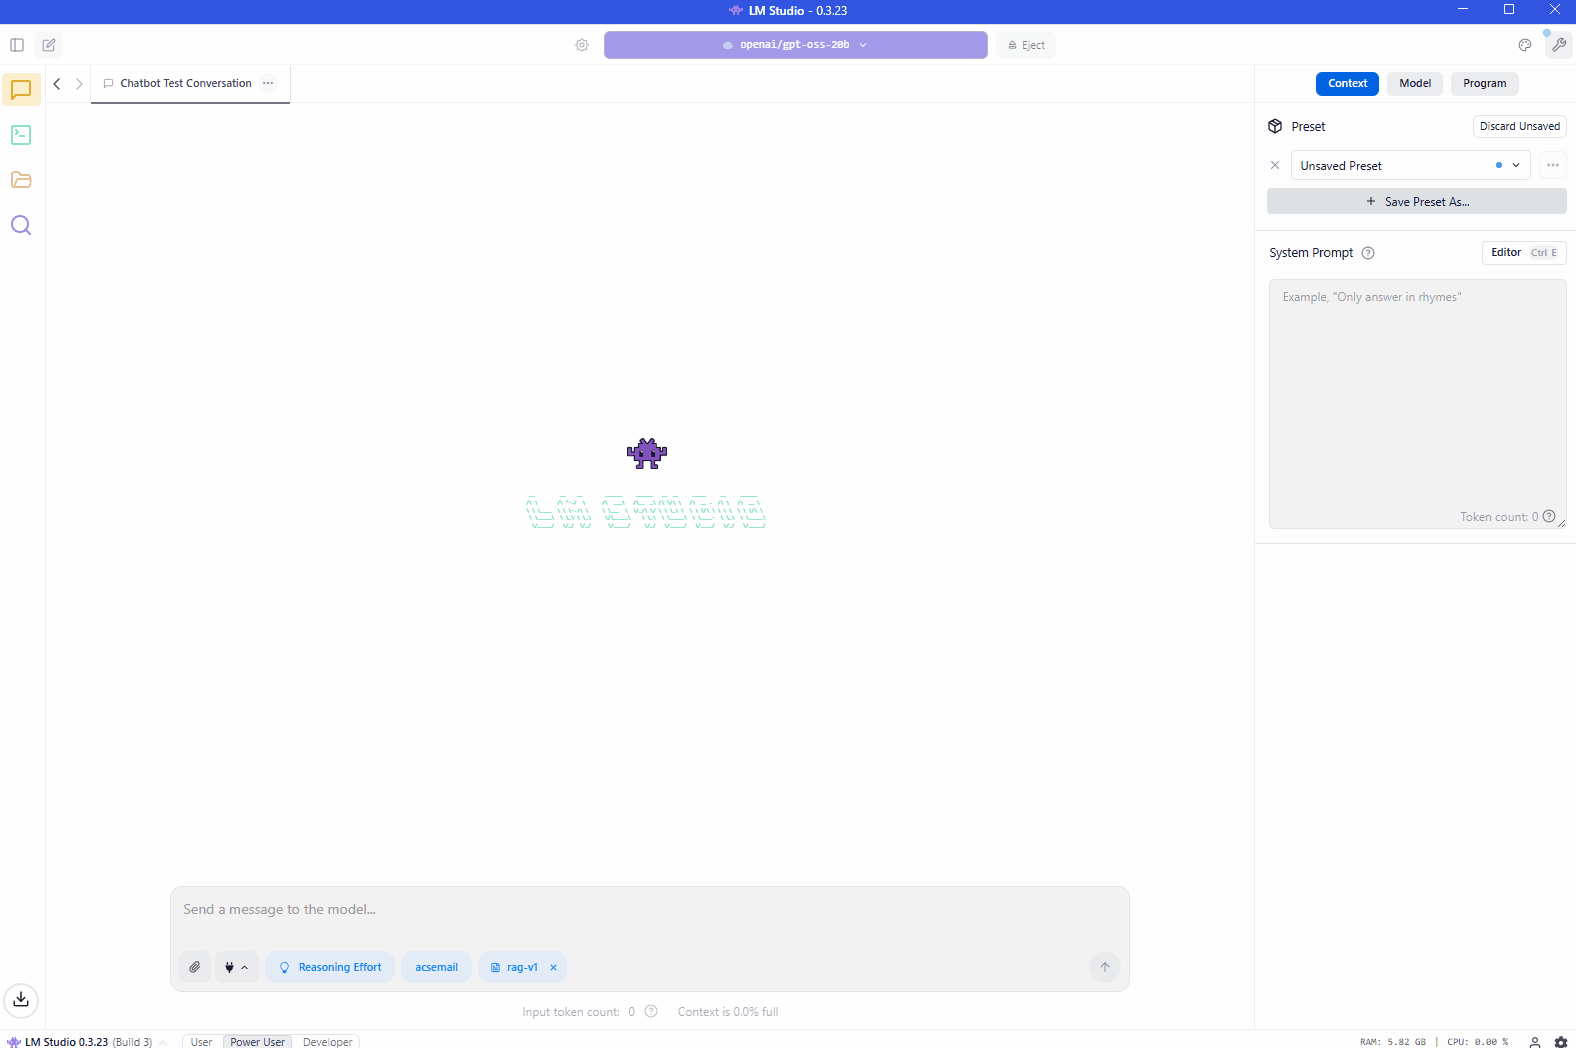 LM Studio - 0.3.23
openai/gpt-oss-20b
Eject
Chatbot Test Conversation
Context
Model
Program
Preset
Discard Unsaved
Unsaved Preset
+ Save Preset As...
System Prompt
Editor Ctrl E
Example, "Only answer in rhymes"
Token count: 0
LM STUDIO
Send a message to the model...
Reasoning Effort
acsemail
rag-v1
Input token count: 0
Context is 0.0% full
LM Studio 0.3.23 (Build 3)
User
Power User
Developer
RAM: 5.82 GB | CPU: 0.00 %